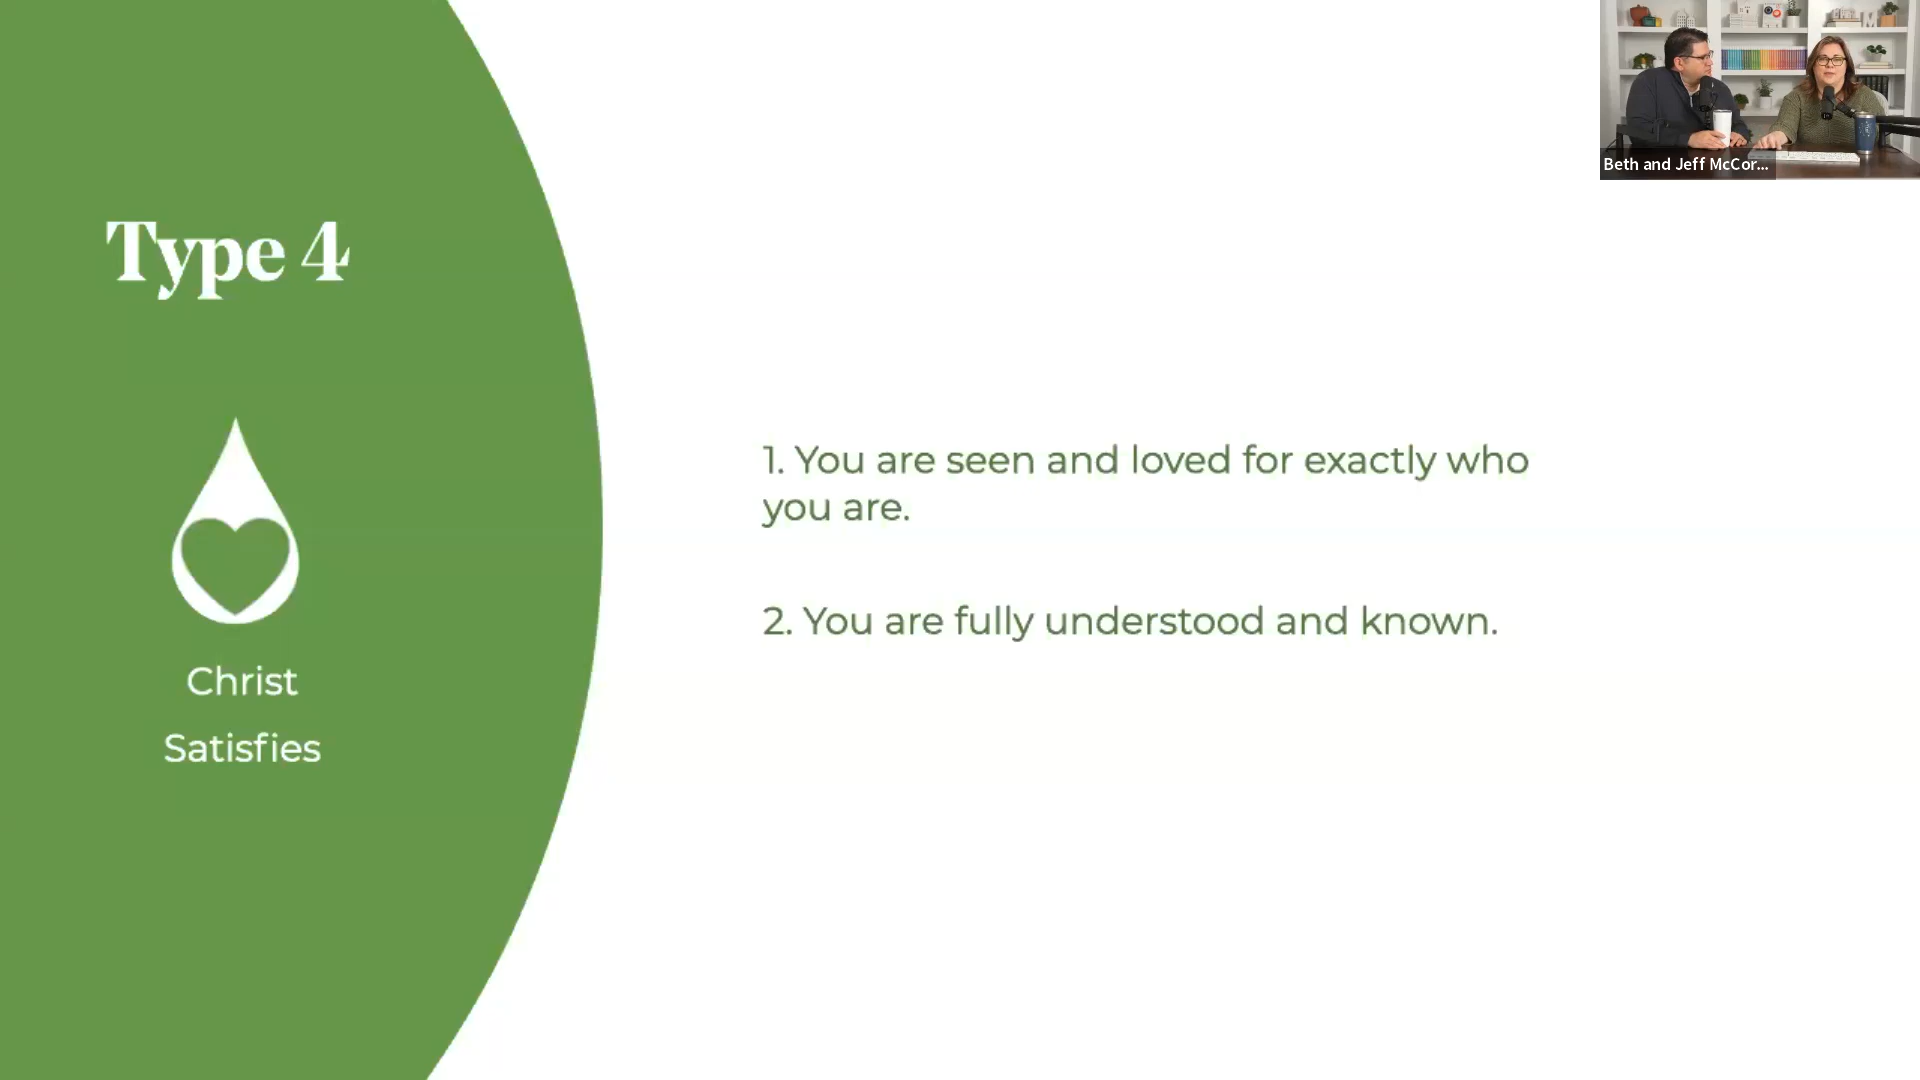 Type 4
Christ
Satisfies
1. You are seen and loved for exactly who
you are.
2. You are fully understood and known.
Beth and Jeff McCor...